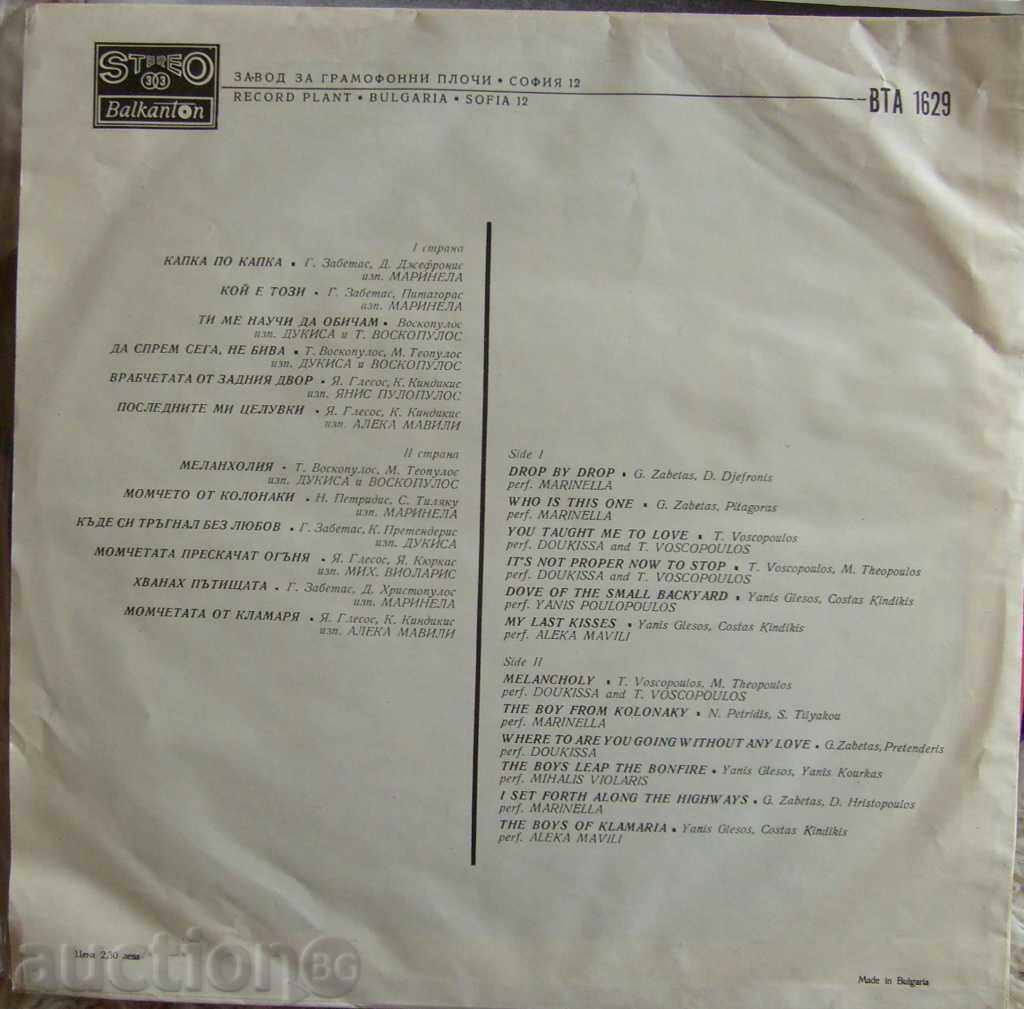 STEREO
33
Balkanton
ЗАВОД ЗА ГРАМОФОННИ ПЛОЧИ • СОФИЯ 12
RECORD PLANT • BULGARIA • SOFIA 12
ВТА 1629
I страна
КАПКА ПО КАПКА • Г. Забетас, Д. Джефронис
изп. МАРИНЕЛА
КОЙ Е ТОЗИ • Г. Забетас, Питагорас
изп. МАРИНЕЛА
ТИ МЕ НАУЧИ ДА ОБИЧАМ • Воскопулос
изп. ДУКИСА и Т. ВОСКОПУЛОС
ДА СПРЕМ СЕГА, НЕ БИВА • Т. Воскопулос, М. Теопулос
изп. ДУКИСА и ВОСКОПУЛОС
ВРАБЧЕТАТА ОТ ЗАДНИЯ ДВОР • Я. Глесос, К. Киндикис
изп. ЯНИС ПУЛОПУЛОС
ПОСЛЕДНИТЕ МИ ЦЕЛУВКИ • Я. Глесос, К. Киндикис
изп. АЛЕКА МАВИЛИ
II страна
МЕЛАНХОЛИЯ • Т. Воскопулос, М. Теопулос
изп. ДУКИСА и ВОСКОПУЛОС
МОМЧЕТО ОТ КОЛОНАКИ • Н. Петридис, С. Тиляку
изп. МАРИНЕЛА
КЪДЕ СИ ТРЪГНАЛ БЕЗ ЛЮБОВ • Г. Забетас, К. Претендерис
изп. ДУКИСА
МОМЧЕТАТА ПРЕСКАЧАТ ОГЪНЯ • Я. Глесос, Я. Кюркас
изп. МИХ. ВИОЛАРИС
ХВАНАХ ПЪТИЩАТА • Г. Забетас, Д. Христопулос
изп. МАРИНЕЛА
МОМЧЕТАТА ОТ КЛАМАРЯ • Я. Глесос, К. Киндикис
изп. АЛЕКА МАВИЛИ
Side I
DROP BY DROP • G. Zabetas, D. Djefronis
perf. MARINELLA
WHO IS THIS ONE • G. Zabetas, Pitagoras
perf. MARINELLA
YOU TAUGHT ME TO LOVE • T. Voscopoulos
perf. DOUKISSA and T. VOSCOPOULOS
IT'S NOT PROPER NOW TO STOP • T. Voscopoulos, M. Theopoulos
perf. DOUKISSA and T. VOSCOPOULOS
DOVE OF THE SMALL BACKYARD • Yanis Glesos, Costas Kindikis
perf. YANIS POULOPOULOS
MY LAST KISSES • Yanis Glesos, Costas Kindikis
perf. ALEKA MAVILI
Side II
MELANCHOLY • T. Voscopoulos, M. Theopoulos
perf. DOUKISSA and T. VOSCOPOULOS
THE BOY FROM KOLONAKY • N. Petridis, S. Tilyakou
perf. MARINELLA
WHERE TO ARE YOU GOING WITHOUT ANY LOVE • G. Zabetas, Pretenderis
perf. DOUKISSA
THE BOYS LEAP THE BONFIRE • Yanis Glesos, Yanis Kourkas
perf. MIHALIS VIOLARIS
I SET FORTH ALONG THE HIGHWAYS • G. Zabetas, D. Hristopoulos
perf. MARINELLA
THE BOYS OF KLAMARIA • Yanis Glesos, Costas Kindikis
perf. ALEKA MAVILI
Цена 2,30 лева
auction BG
Made in Bulgaria